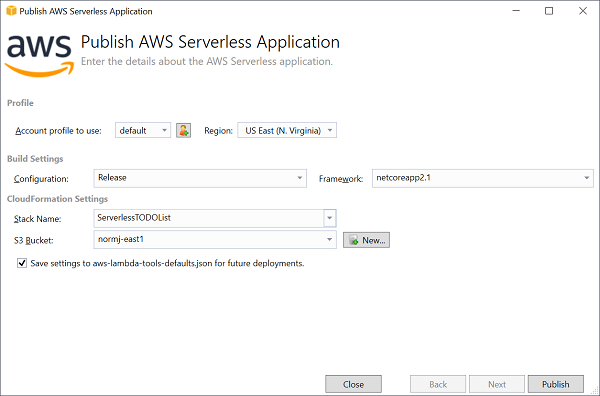 Publish AWS Serverless Application
aws
Publish AWS Serverless Application
Enter the details about the AWS Serverless application.
Profile
Account profile to use: default Region: US East (N. Virginia)
Build Settings
Configuration: Release Framework: netcoreapp2.1
CloudFormation Settings
Stack Name: ServerlessTODOList
S3 Bucket: normj-east1 New...
Save settings to aws-lambda-tools-defaults.json for future deployments.
Close Back Next Publish